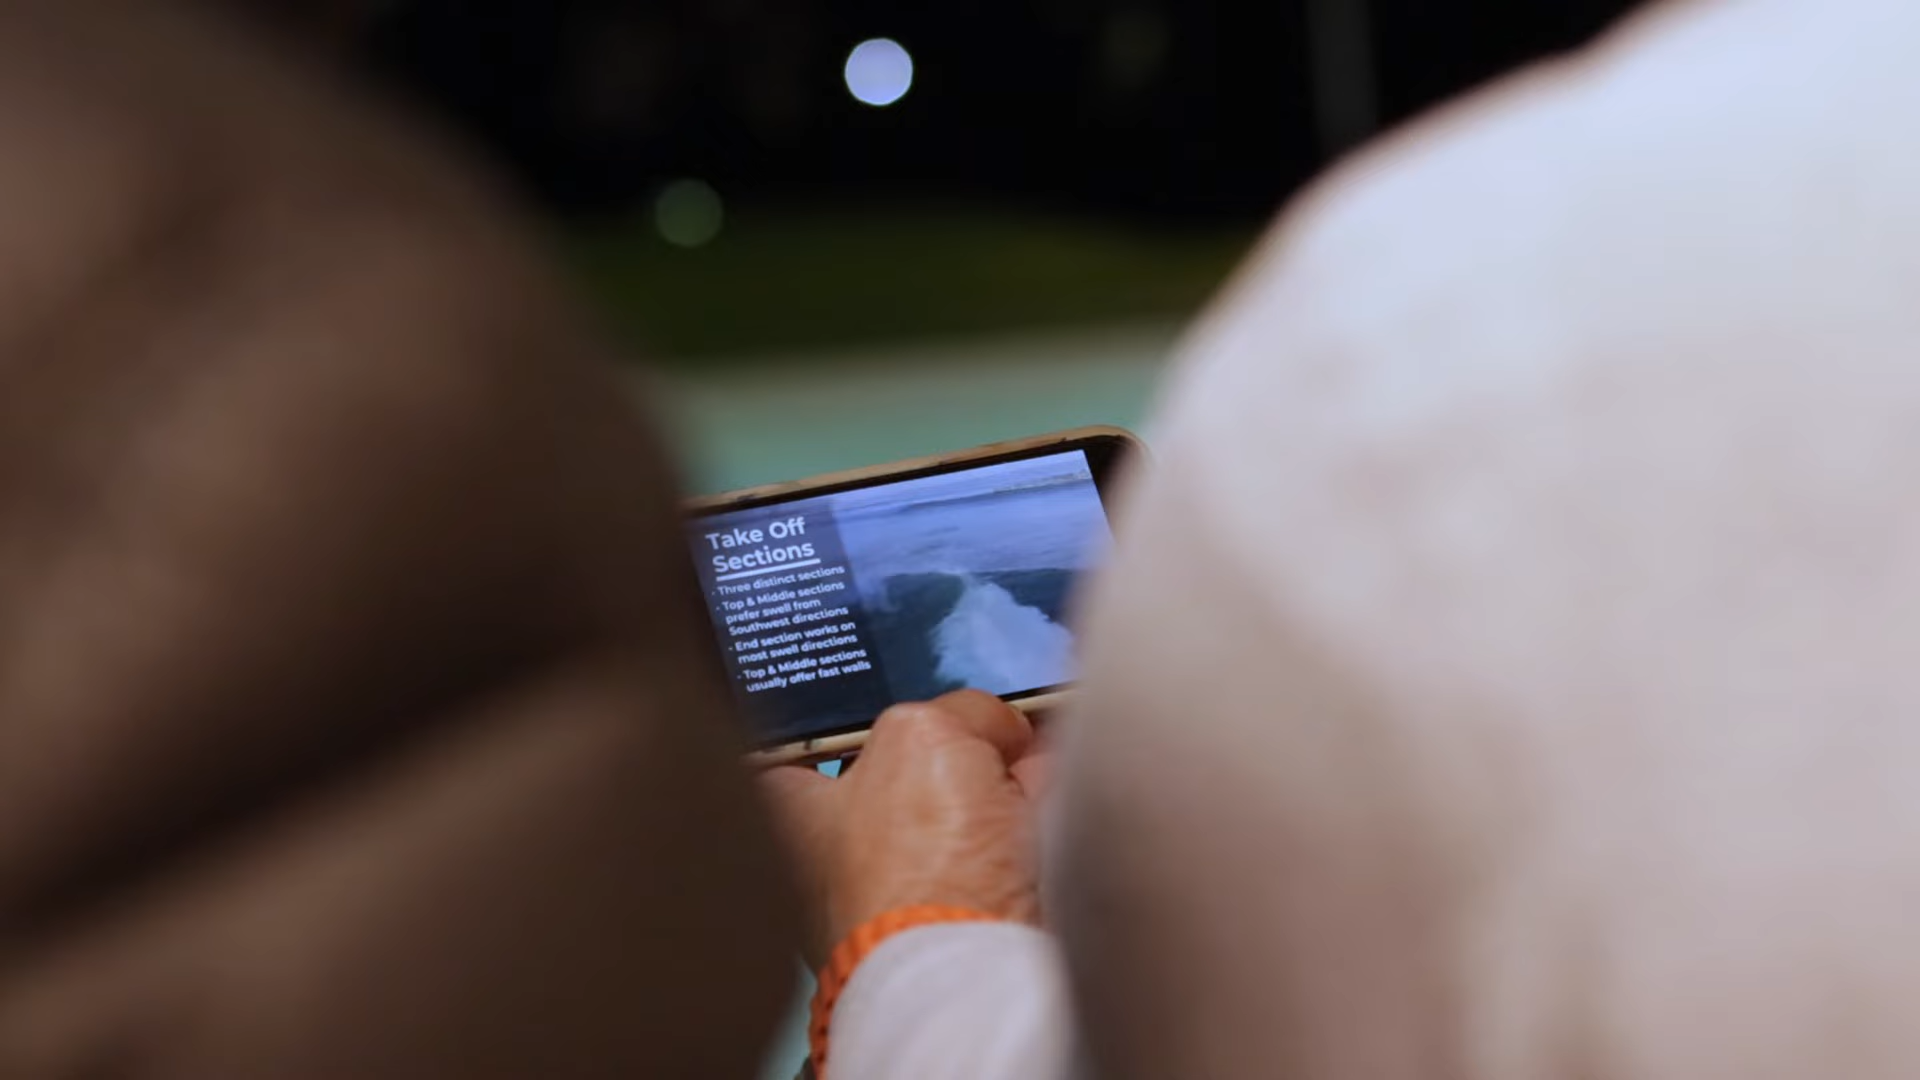 Take Off
Sections
- Three distinct sections
- Top & Middle sections
prefer swell from
Southwest directions
- End section works on
most swell directions
- Top & Middle sections
usually offer fast walls